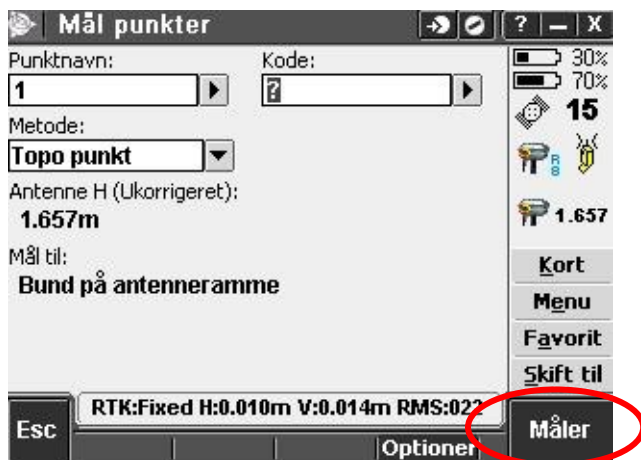 Mål punkter ? – X
Punktnavn: Kode:
1 ?
Metode:
Topo punkt
Antenne H (Ukorrigeret):
1.657m
Mål til:
Bund på antenneramme
30%
70%
15
R8
1.657
Kort
Menu
Favorit
Skift til
RTK:Fixed H:0.010m V:0.014m RMS:022
Esc Optioner Måler